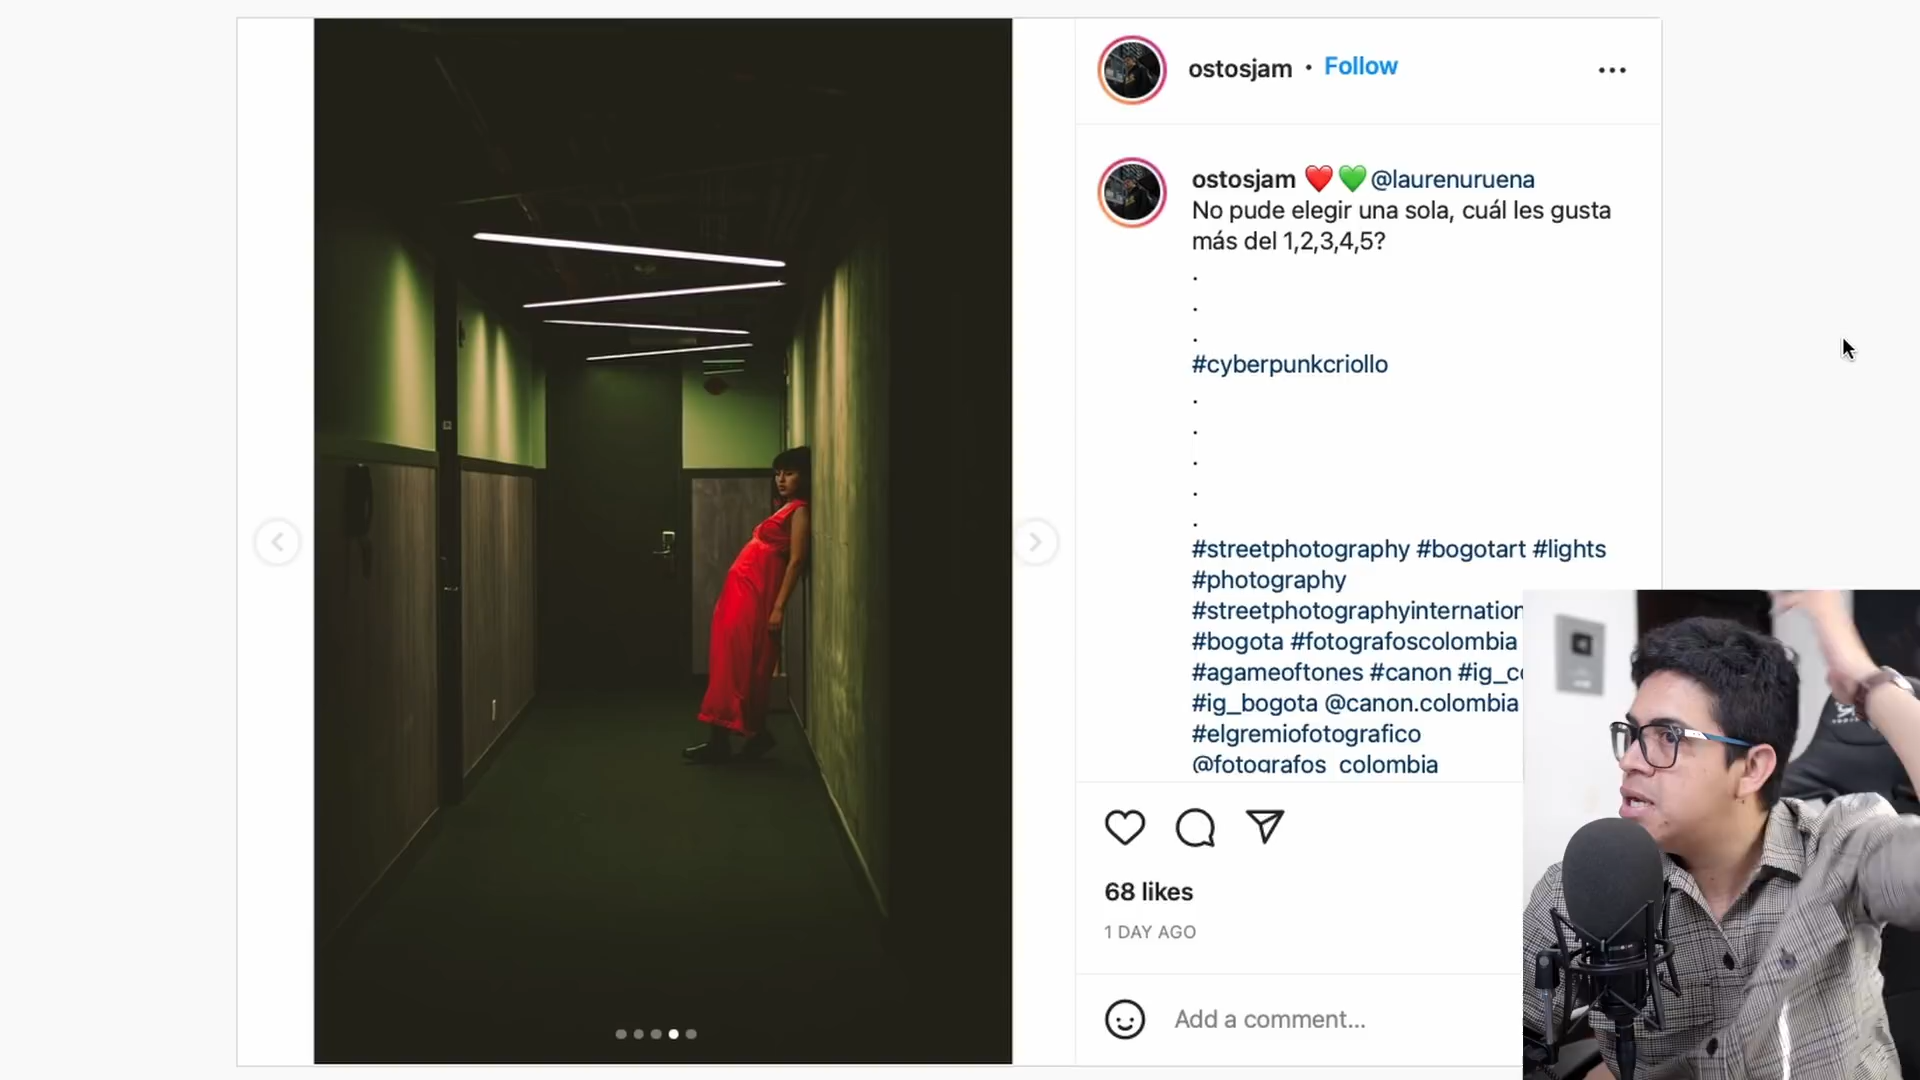 ostosjam • Follow
ostosjam ❤️💚@laurenuruena
No pude elegir una sola, cuál les gusta
más del 1,2,3,4,5?
.
.
.
#cyberpunkcriollo
.
.
.
.
.
#streetphotography #bogotart #lights
#photography
#streetphotographyinternation
#bogota #fotografoscolombia
#agameoftones #canon #ig_c
#ig_bogota @canon.colombia
#elgremiofotografico
@fotografos_colombia
68 likes
1 DAY AGO
Add a comment...